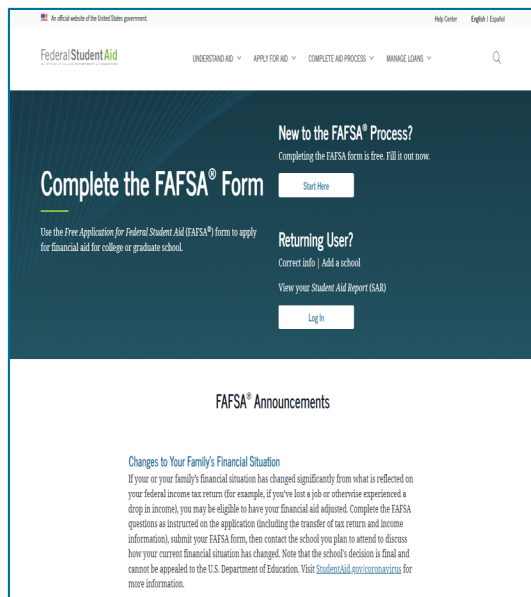 An official website of the United States government.
Help Center English | Español
Federal Student Aid
UNDERSTAND AID APPLY FOR AID COMPLETE AID PROCESS MANAGE LOANS
New to the FAFSA® Process?
Completing the FAFSA form is free. Fill it out now.
Start Here
Complete the FAFSA® Form
Use the Free Application for Federal Student Aid (FAFSA®) form to apply
for financial aid for college or graduate school.
Returning User?
Correct info | Add a school
View your Student Aid Report (SAR)
Log In
FAFSA® Announcements
Changes to Your Family's Financial Situation
If your or your family's financial situation has changed significantly from what is reflected on
your federal income tax return (for example, if you've lost a job or otherwise experienced a
drop in income), you may be eligible to have your financial aid adjusted. Complete the FAFSA
questions as instructed on the application (including the transfer of tax return and income
information), submit your FAFSA form, then contact the school you plan to attend to discuss
how your current financial situation has changed. Note that the school's decision is final and
cannot be appealed to the U.S. Department of Education. Visit StudentAid.gov/coronavirus for
more information.